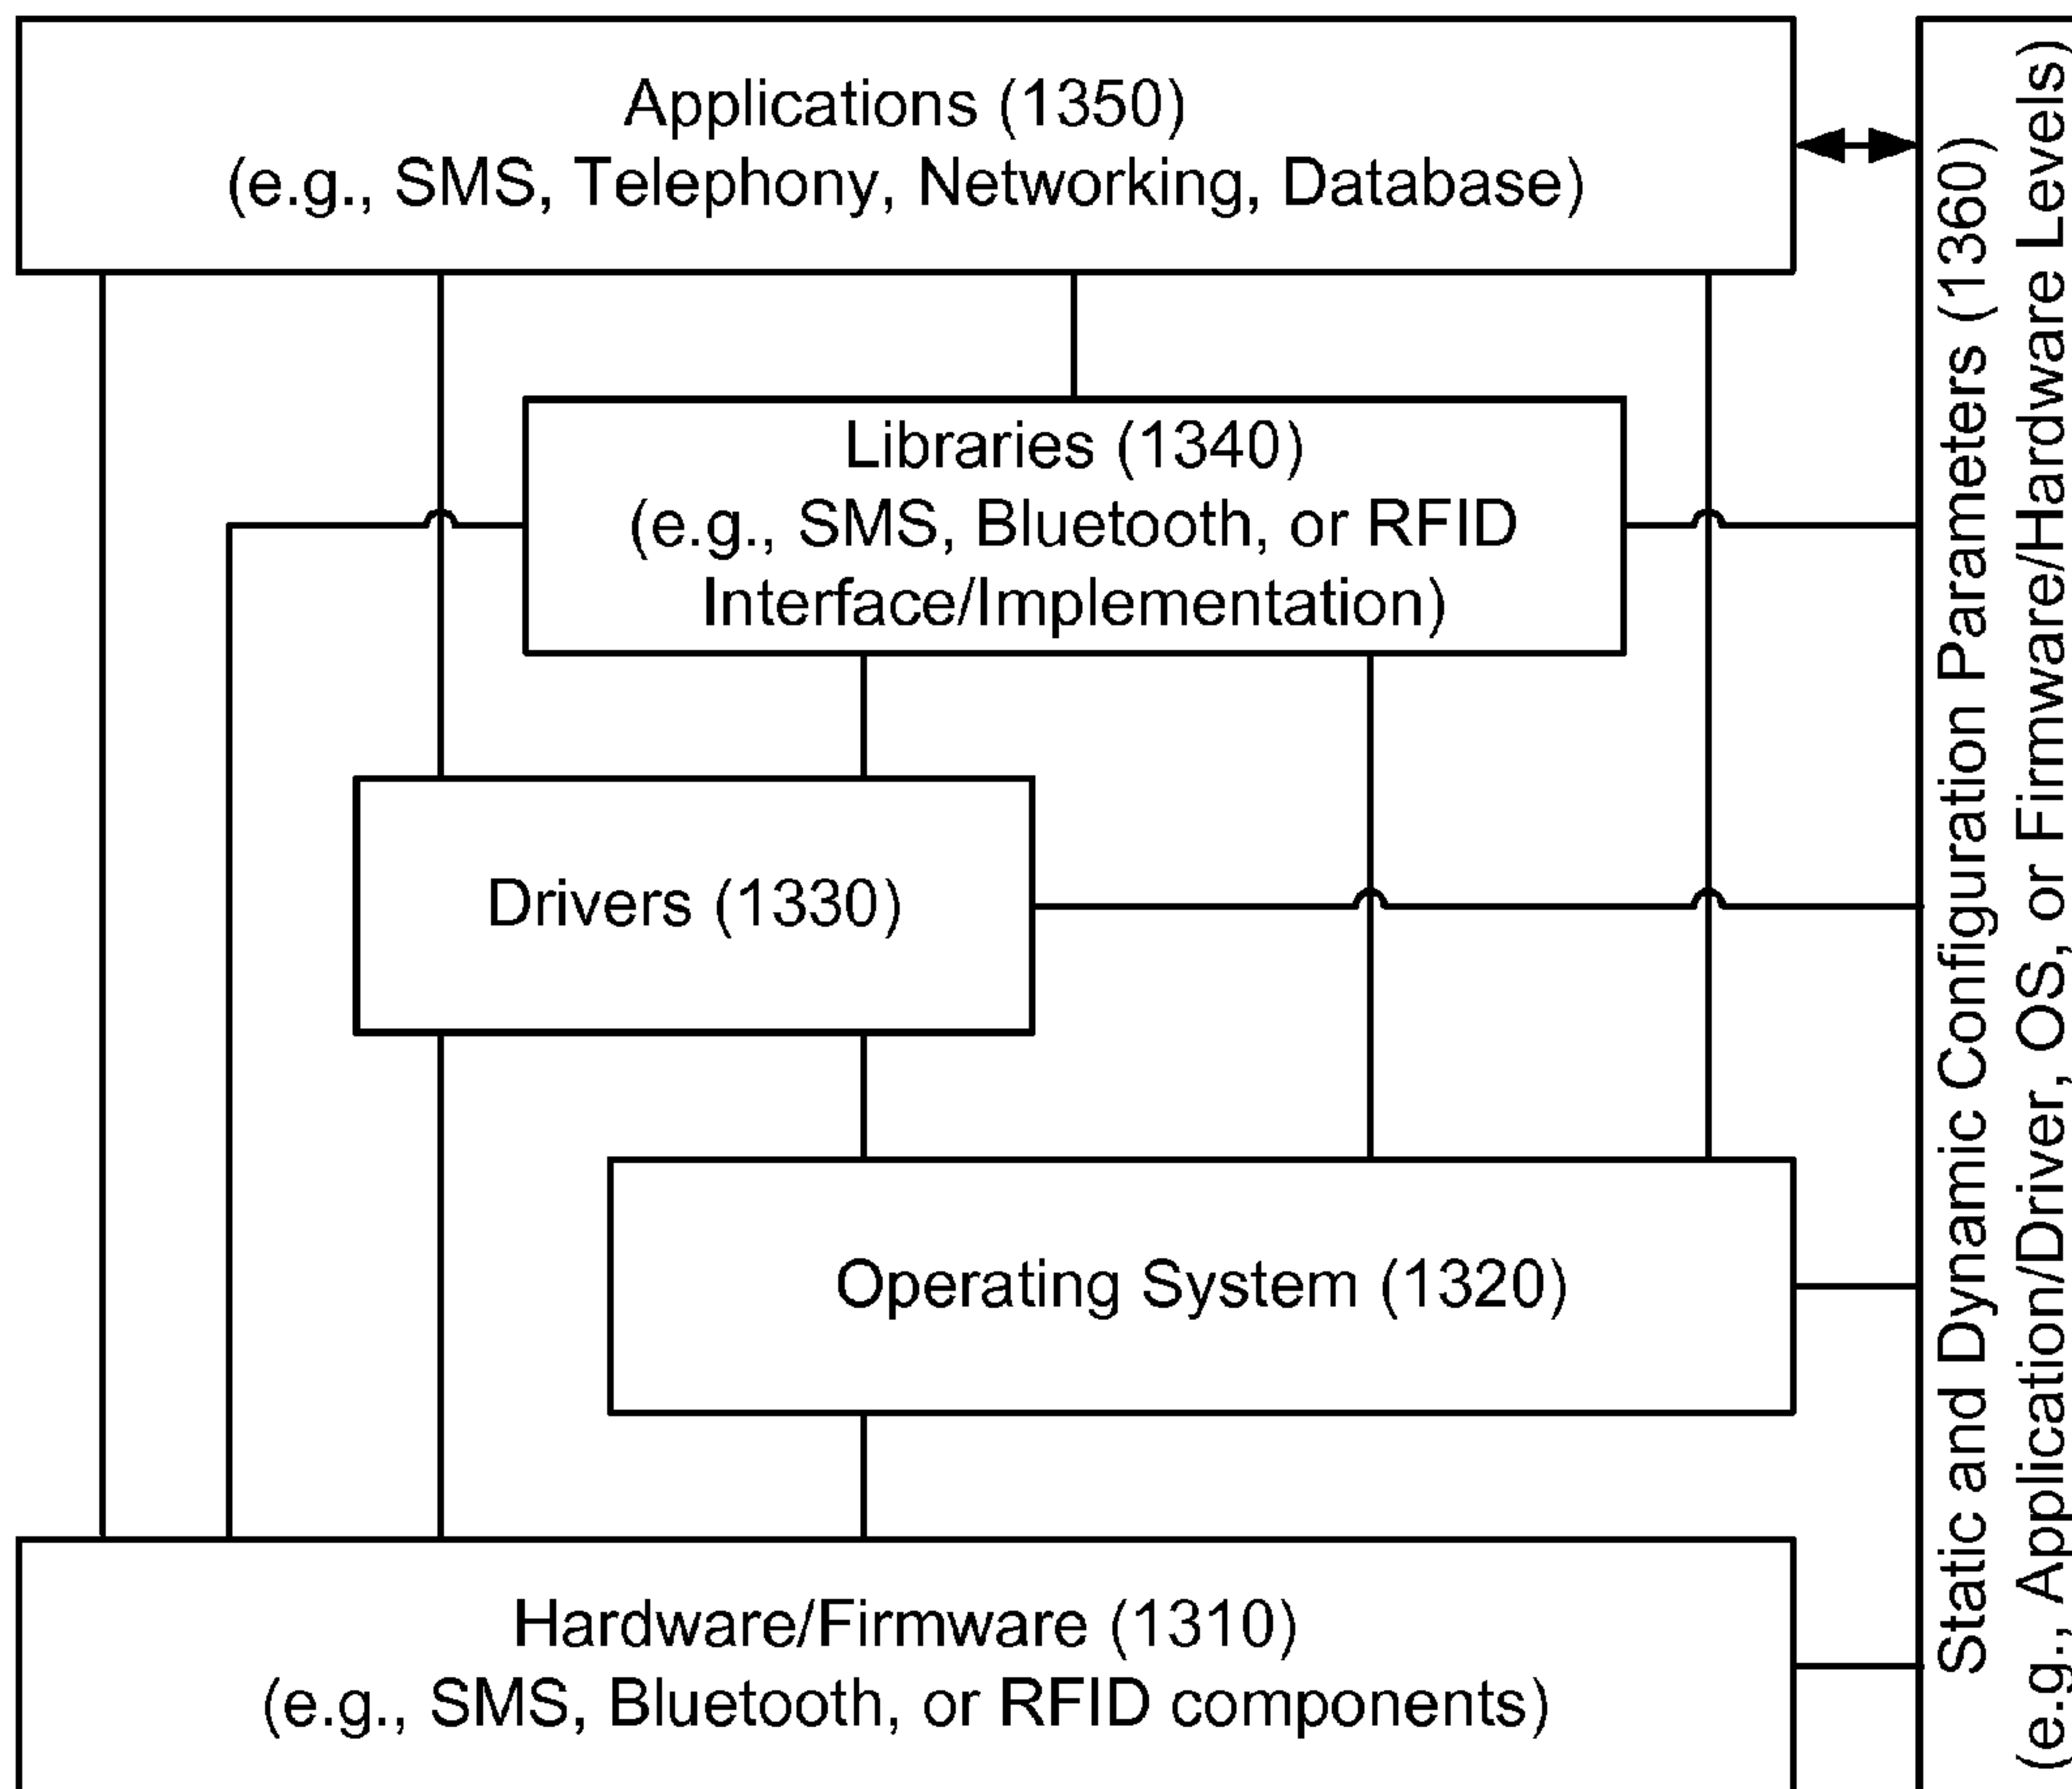 Applications (1350)
(e.g., SMS, Telephony, Networking, Database)
Libraries (1340)
(e.g., SMS, Bluetooth, or RFID
Interface/Implementation)
Drivers (1330)
Operating System (1320)
Hardware/Firmware (1310)
(e.g., SMS, Bluetooth, or RFID components)
Static and Dynamic Configuration Parameters (1360)
(e.g., Application/Driver, OS, or Firmware/Hardware Levels)